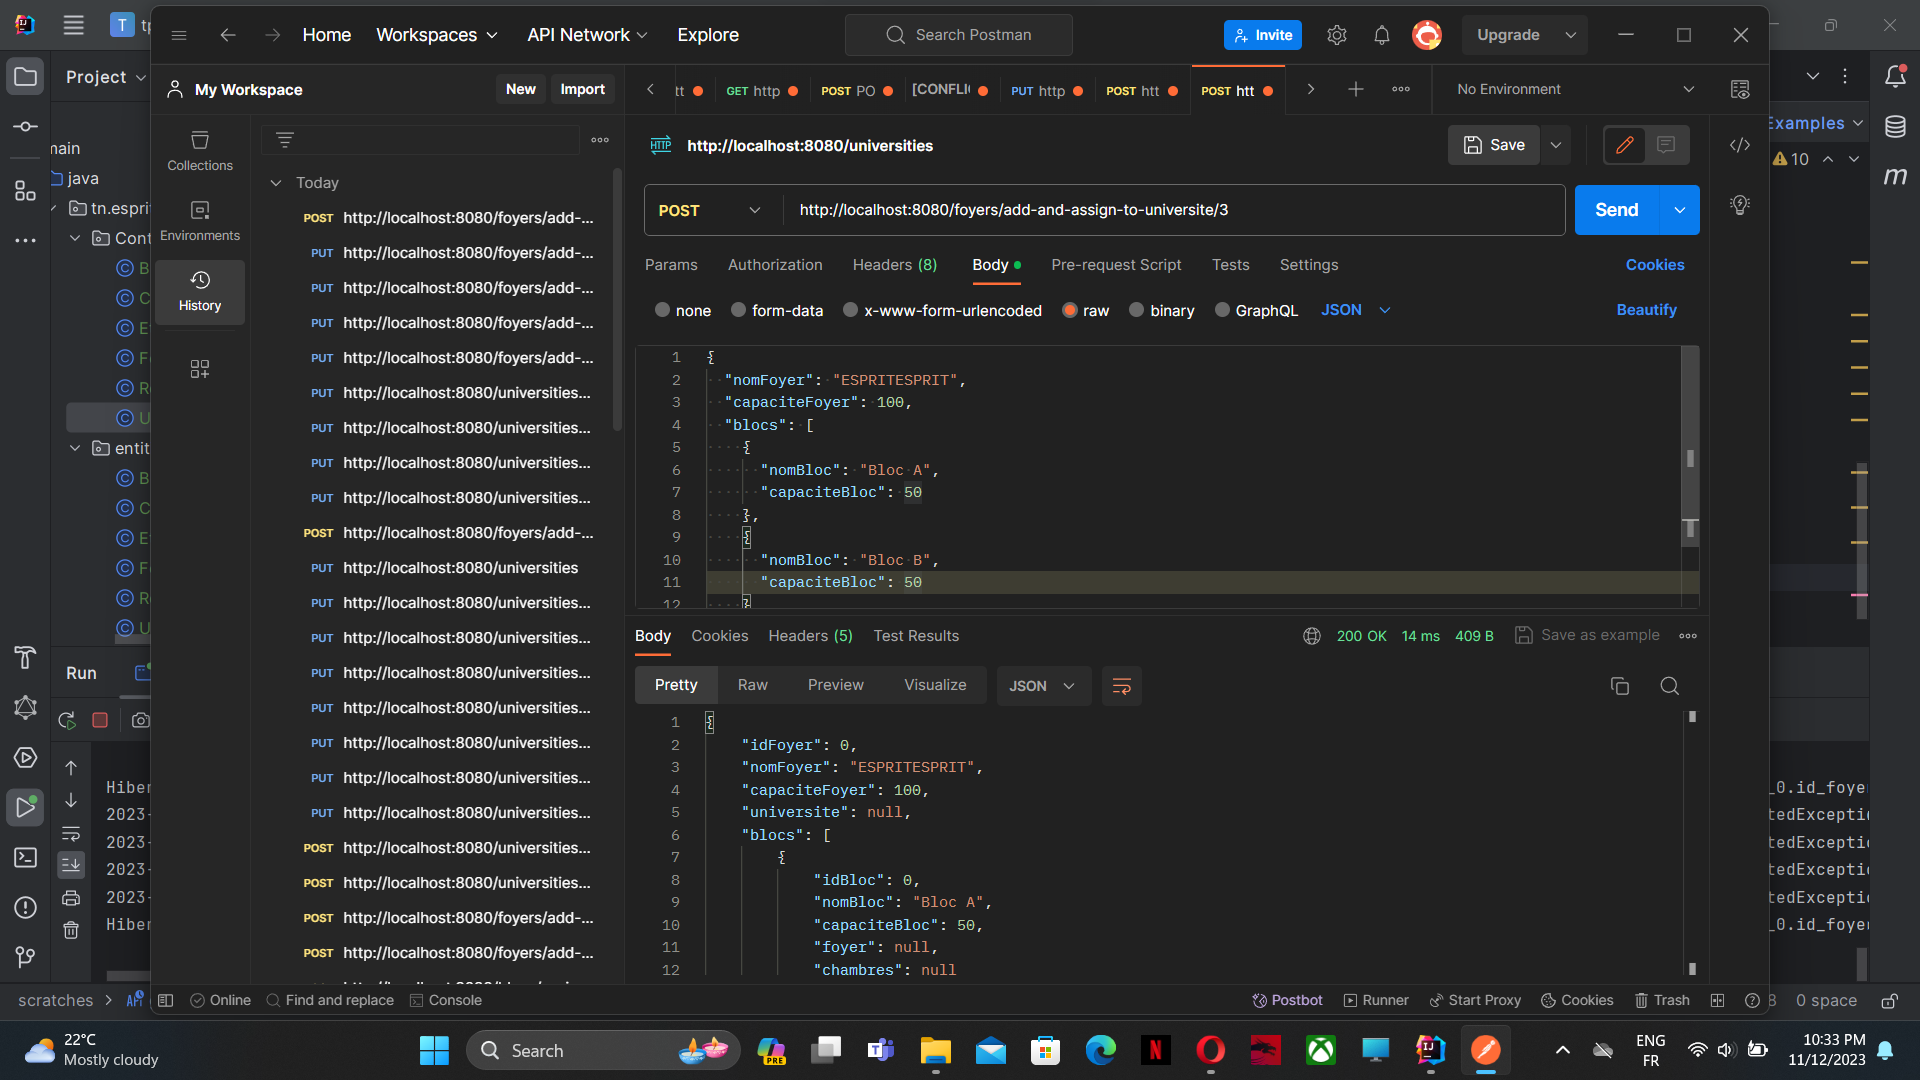 T
Home
Workspaces
API Network
Explore
Search Postman
Invite
Upgrade
Project
My Workspace
New
Import
GET http
POST PO
[CONFLI
PUT http
POST htt
POST htt
No Environment
Examples
main
java
tn.esprit
Cont
entit
10
m
Collections
Environments
History
Today
POST http://localhost:8080/foyers/add-...
PUT http://localhost:8080/foyers/add-...
PUT http://localhost:8080/foyers/add-...
PUT http://localhost:8080/foyers/add-...
PUT http://localhost:8080/foyers/add-...
PUT http://localhost:8080/universities...
PUT http://localhost:8080/universities...
PUT http://localhost:8080/universities...
PUT http://localhost:8080/universities...
POST http://localhost:8080/foyers/add-...
PUT http://localhost:8080/universities
PUT http://localhost:8080/universities...
PUT http://localhost:8080/universities...
PUT http://localhost:8080/universities...
PUT http://localhost:8080/universities...
PUT http://localhost:8080/universities...
PUT http://localhost:8080/universities...
PUT http://localhost:8080/universities...
POST http://localhost:8080/universities...
POST http://localhost:8080/universities...
POST http://localhost:8080/foyers/add-...
POST http://localhost:8080/foyers/add-...
HTTP http://localhost:8080/universities
Save
POST
http://localhost:8080/foyers/add-and-assign-to-universite/3
Send
Params
Authorization
Headers (8)
Body
Pre-request Script
Tests
Settings
Cookies
none
form-data
x-www-form-urlencoded
raw
binary
GraphQL
JSON
Beautify
1 {
2 "nomFoyer": "ESPRITESPRIT",
3 "capaciteFoyer": 100,
4 "blocs": [
5 {
6 "nomBloc": "Bloc A",
7 "capaciteBloc": 50
8 },
9 {
10 "nomBloc": "Bloc B",
11 "capaciteBloc": 50
12 }
Body
Cookies
Headers (5)
Test Results
200 OK
14 ms
409 B
Save as example
Pretty
Raw
Preview
Visualize
JSON
1 {
2 "idFoyer": 0,
3 "nomFoyer": "ESPRITESPRIT",
4 "capaciteFoyer": 100,
5 "universite": null,
6 "blocs": [
7 {
8 "idBloc": 0,
9 "nomBloc": "Bloc A",
10 "capaciteBloc": 50,
11 "foyer": null,
12 "chambres": null
Run
Hiber
2023-
2023-
2023-
2023-
Hiber
_0.id_foyer
tedExceptio
tedExceptio
tedExceptio
tedExceptio
_0.id_foyer
scratches
API
Online
Find and replace
Console
Postbot
Runner
Start Proxy
Cookies
Trash
8
0 space
22°C
Mostly cloudy
Search
PRE
ENG
FR
10:33 PM
11/12/2023